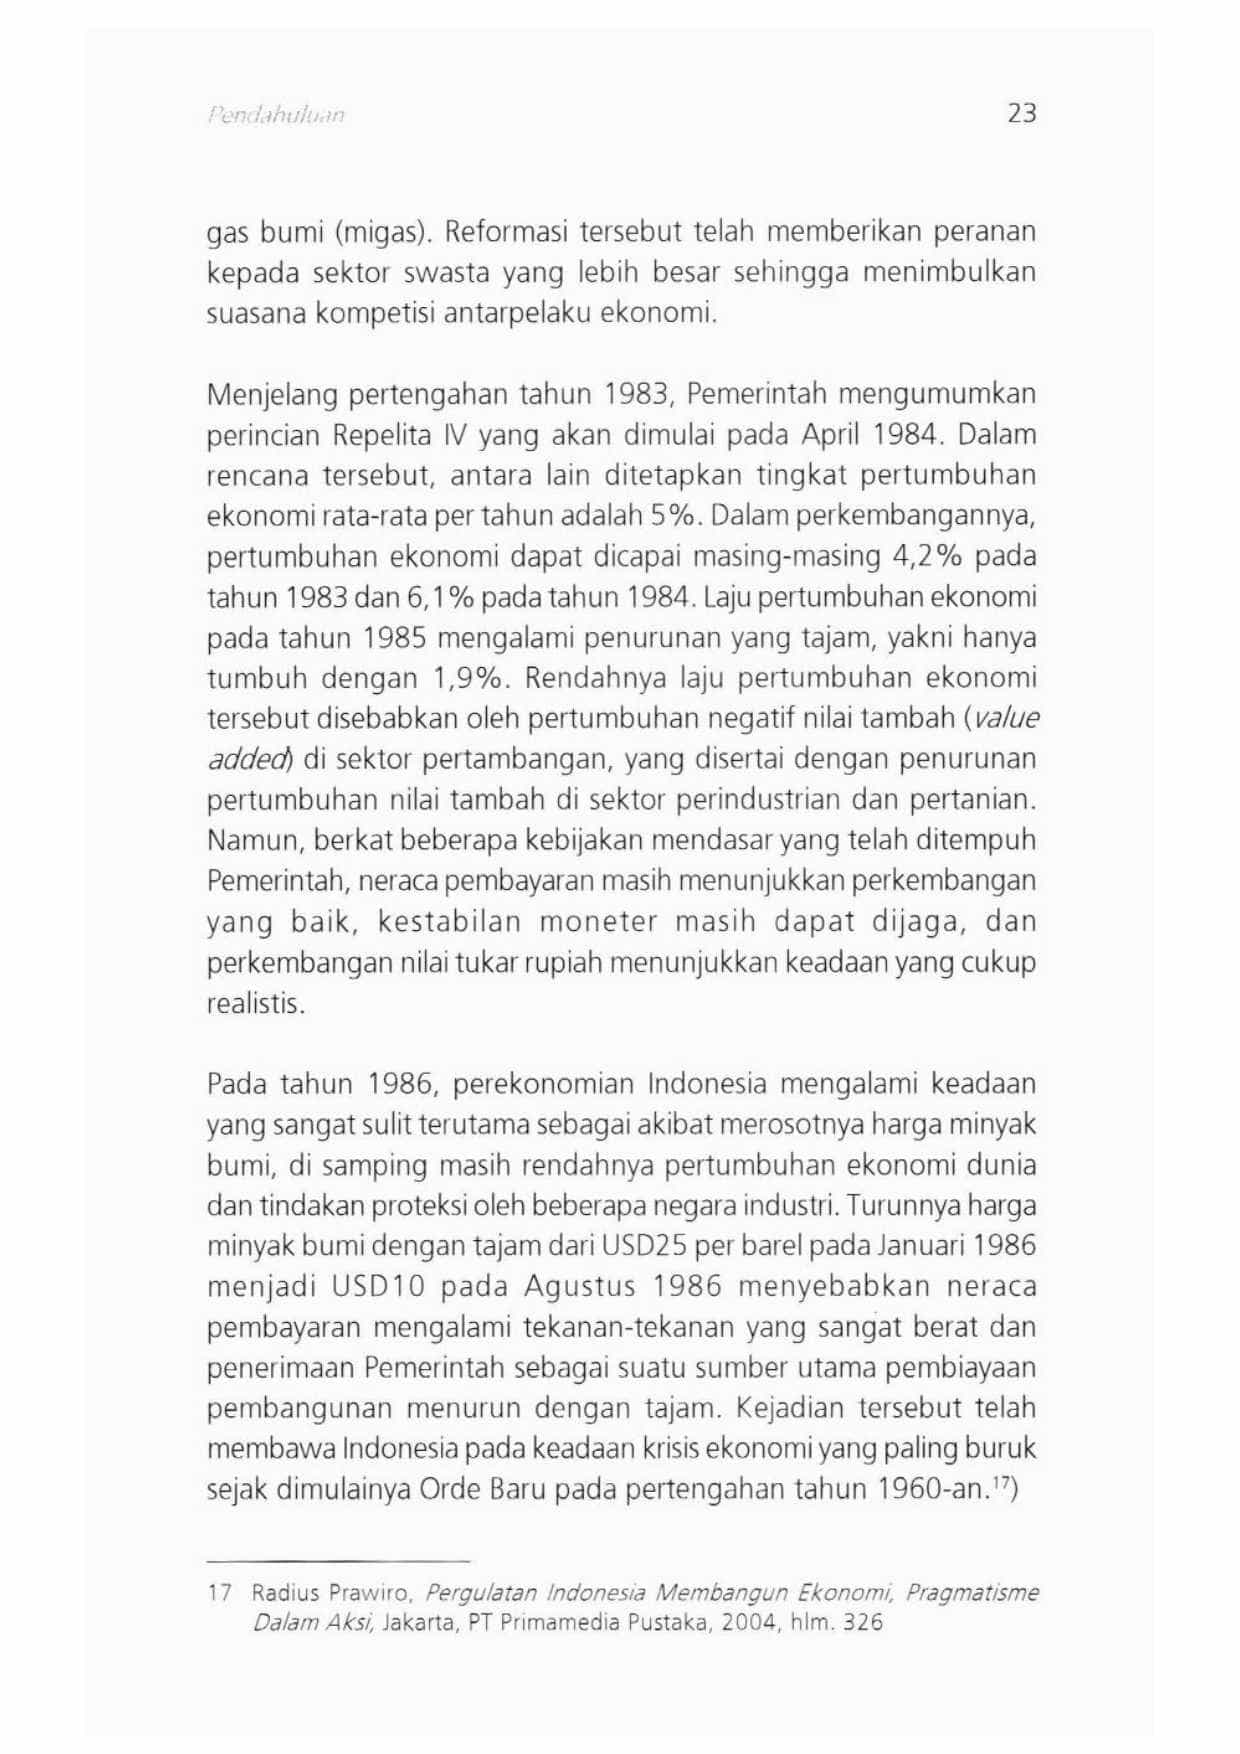 Pendahuluan
23
gas bumi (migas). Reformasi tersebut telah memberikan peranan
kepada sektor swasta yang lebih besar sehingga menimbulkan
suasana kompetisi antarpelaku ekonomi.
Menjelang pertengahan tahun 1983, Pemerintah mengumumkan
perincian Repelita IV yang akan dimulai pada April 1984. Dalam
rencana tersebut, antara lain ditetapkan tingkat pertumbuhan
ekonomi rata-rata per tahun adalah 5%. Dalam perkembangannya,
pertumbuhan ekonomi dapat dicapai masing-masing 4,2% pada
tahun 1983 dan 6,1% pada tahun 1984. Laju pertumbuhan ekonomi
pada tahun 1985 mengalami penurunan yang tajam, yakni hanya
tumbuh dengan 1,9%. Rendahnya laju pertumbuhan ekonomi
tersebut disebabkan oleh pertumbuhan negatif nilai tambah (value
added) di sektor pertambangan, yang disertai dengan penurunan
pertumbuhan nilai tambah di sektor perindustrian dan pertanian.
Namun, berkat beberapa kebijakan mendasar yang telah ditempuh
Pemerintah, neraca pembayaran masih menunjukkan perkembangan
yang baik, kestabilan moneter masih dapat dijaga, dan
perkembangan nilai tukar rupiah menunjukkan keadaan yang cukup
realistis.
Pada tahun 1986, perekonomian Indonesia mengalami keadaan
yang sangat sulit terutama sebagai akibat merosotnya harga minyak
bumi, di samping masih rendahnya pertumbuhan ekonomi dunia
dan tindakan proteksi oleh beberapa negara industri. Turunnya harga
minyak bumi dengan tajam dari USD25 per barel pada Januari 1986
menjadi USD10 pada Agustus 1986 menyebabkan neraca
pembayaran mengalami tekanan-tekanan yang sangat berat dan
penerimaan Pemerintah sebagai suatu sumber utama pembiayaan
pembangunan menurun dengan tajam. Kejadian tersebut telah
membawa Indonesia pada keadaan krisis ekonomi yang paling buruk
sejak dimulainya Orde Baru pada pertengahan tahun 1960-an.¹⁷)
17 Radius Prawiro, Pergulatan Indonesia Membangun Ekonomi, Pragmatisme
Dalam Aksi, Jakarta, PT Primamedia Pustaka, 2004, hlm. 326